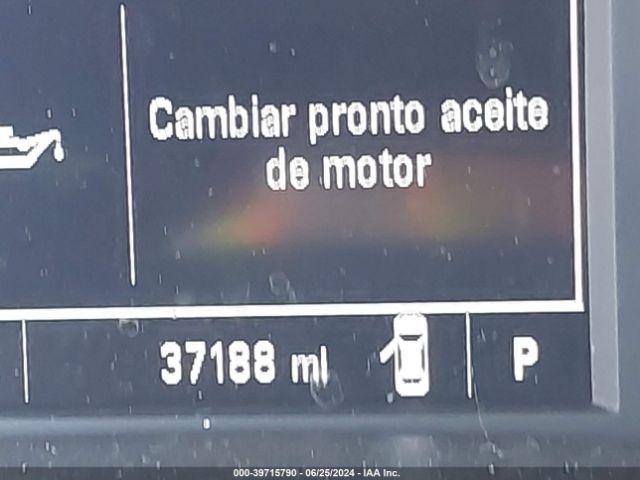 Cambiar pronto aceite
de motor
37188 mi
P
000-39715790 - 06/25/2024 - IAA Inc.